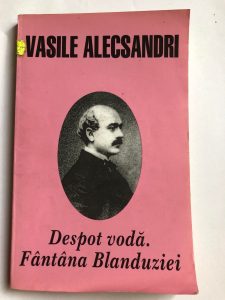 VASILE ALECSANDRI
Despot vodă.
Fântâna Blanduziei